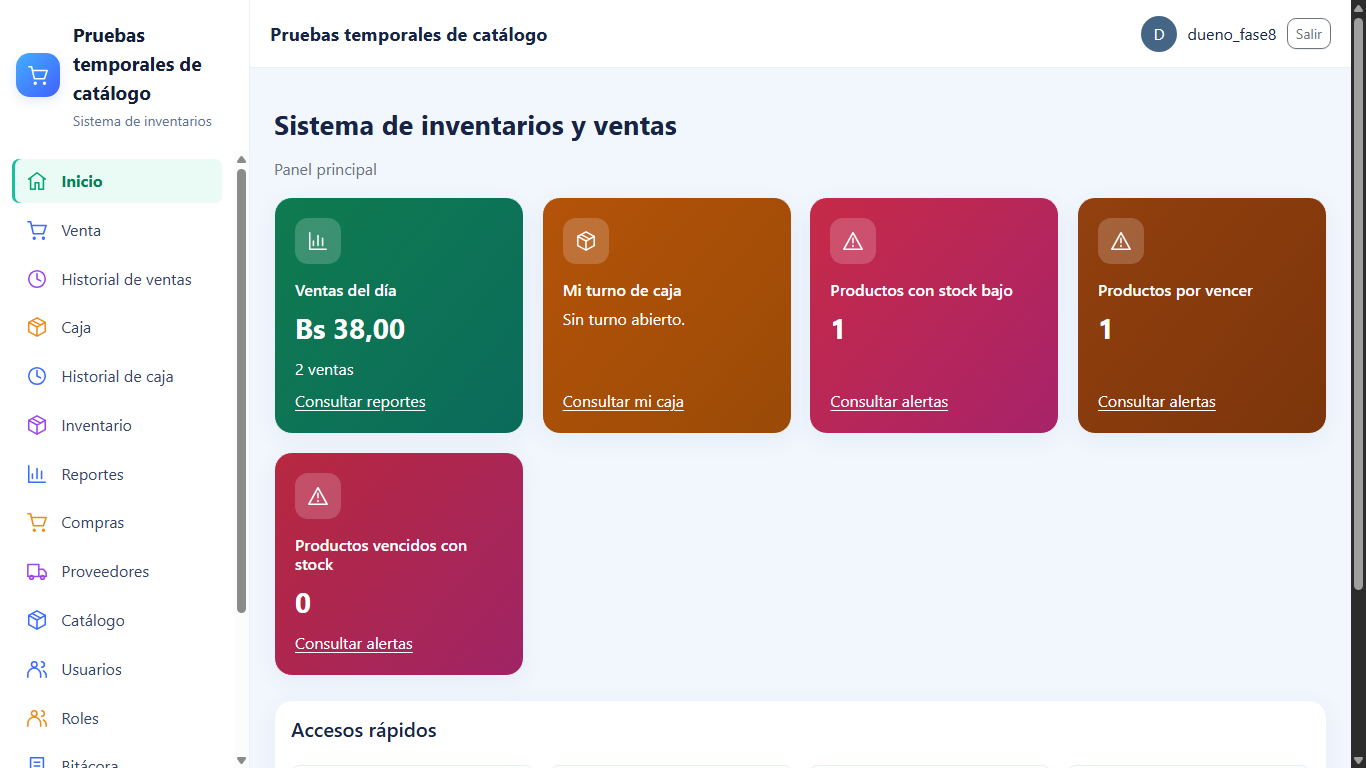 Pruebas
temporales de
catálogo
Sistema de inventarios
Inicio
Venta
Historial de ventas
Caja
Historial de caja
Inventario
Reportes
Compras
Proveedores
Catálogo
Usuarios
Roles
Bitácora
Pruebas temporales de catálogo
D
dueno_fase8
Salir
Sistema de inventarios y ventas
Panel principal
Ventas del día
Bs 38,00
2 ventas
Consultar reportes
Mi turno de caja
Sin turno abierto.
Consultar mi caja
Productos con stock bajo
1
Consultar alertas
Productos por vencer
1
Consultar alertas
Productos vencidos con
stock
0
Consultar alertas
Accesos rápidos